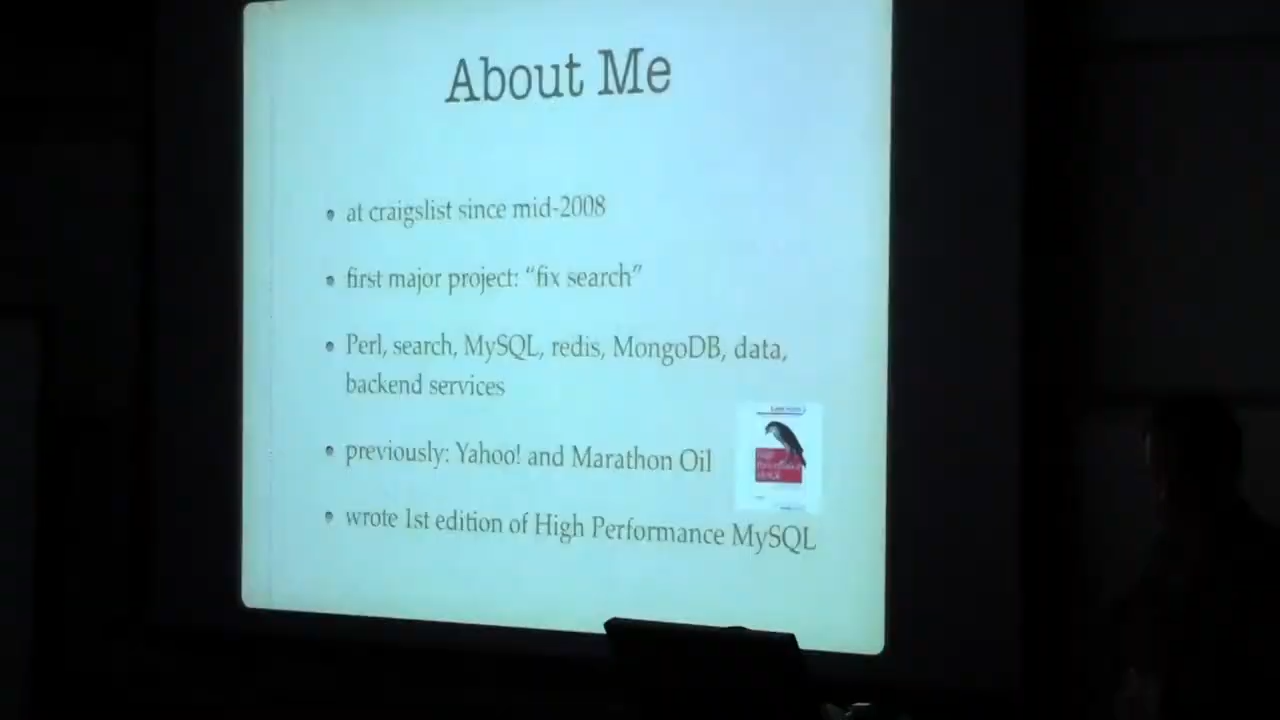 About Me
at craigslist since mid-2008
first major project: "fix search"
Perl, search, MySQL, redis, MongoDB, data,
backend services
previously: Yahoo! and Marathon Oil
wrote 1st edition of High Performance MySQL